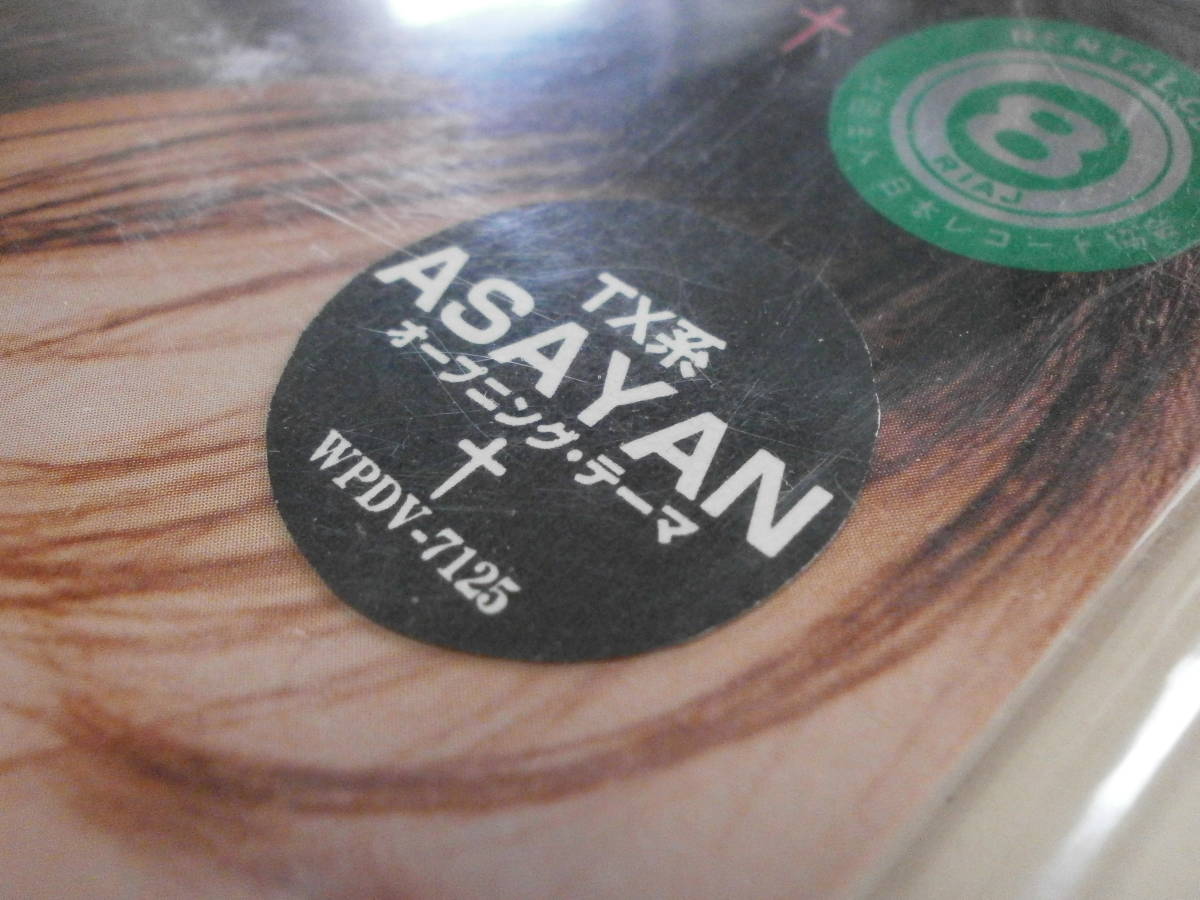 TX系
ASAYAN
オープニング・テーマ
WPDV-7125
RENTAL
8
RIAJ
日本レコード協会